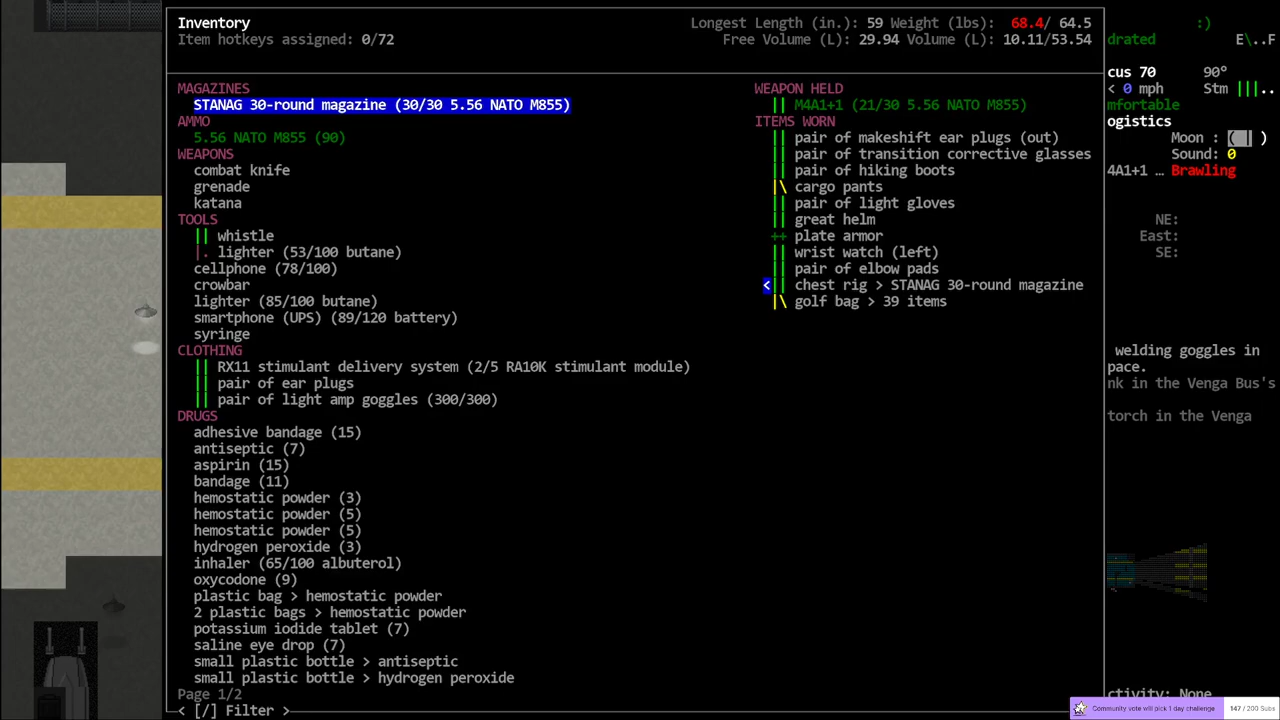 Inventory
Longest Length (in.): 59 Weight (lbs): 68.4/ 64.5
Item hotkeys assigned: 0/72
Free Volume (L): 29.94 Volume (L): 10.11/53.54
MAGAZINES
STANAG 30-round magazine (30/30 5.56 NATO M855)
AMMO
5.56 NATO M855 (90)
WEAPONS
combat knife
grenade
katana
TOOLS
|| whistle
|. lighter (53/100 butane)
cellphone (78/100)
crowbar
lighter (85/100 butane)
smartphone (UPS) (89/120 battery)
syringe
CLOTHING
|| RX11 stimulant delivery system (2/5 RA10K stimulant module)
|| pair of ear plugs
|| pair of light amp goggles (300/300)
DRUGS
adhesive bandage (15)
antiseptic (7)
aspirin (15)
bandage (11)
hemostatic powder (3)
hemostatic powder (5)
hemostatic powder (5)
hydrogen peroxide (3)
inhaler (65/100 albuterol)
oxycodone (9)
plastic bag > hemostatic powder
2 plastic bags > hemostatic powder
potassium iodide tablet (7)
saline eye drop (7)
small plastic bottle > antiseptic
small plastic bottle > hydrogen peroxide
Page 1/2
< [/] Filter >
WEAPON HELD
|| M4A1+1 (21/30 5.56 NATO M855)
ITEMS WORN
|| pair of makeshift ear plugs (out)
|| pair of transition corrective glasses
|| pair of hiking boots
|\ cargo pants
|| pair of light gloves
|| great helm
++ plate armor
|| wrist watch (left)
|| pair of elbow pads
< || chest rig > STANAG 30-round magazine
|\ golf bag > 39 items
:)
drated E\..F
cus 70 90°
< 0 mph Stm |||..
mfortable
ogistics
Moon : (  )
Sound: 0
4A1+1 … Brawling
NE:
East:
SE:
welding goggles in
pace.
nk in the Venga Bus's
torch in the Venga
ctivity: None
Community vote will pick 1 day challenge 147 / 200 Subs